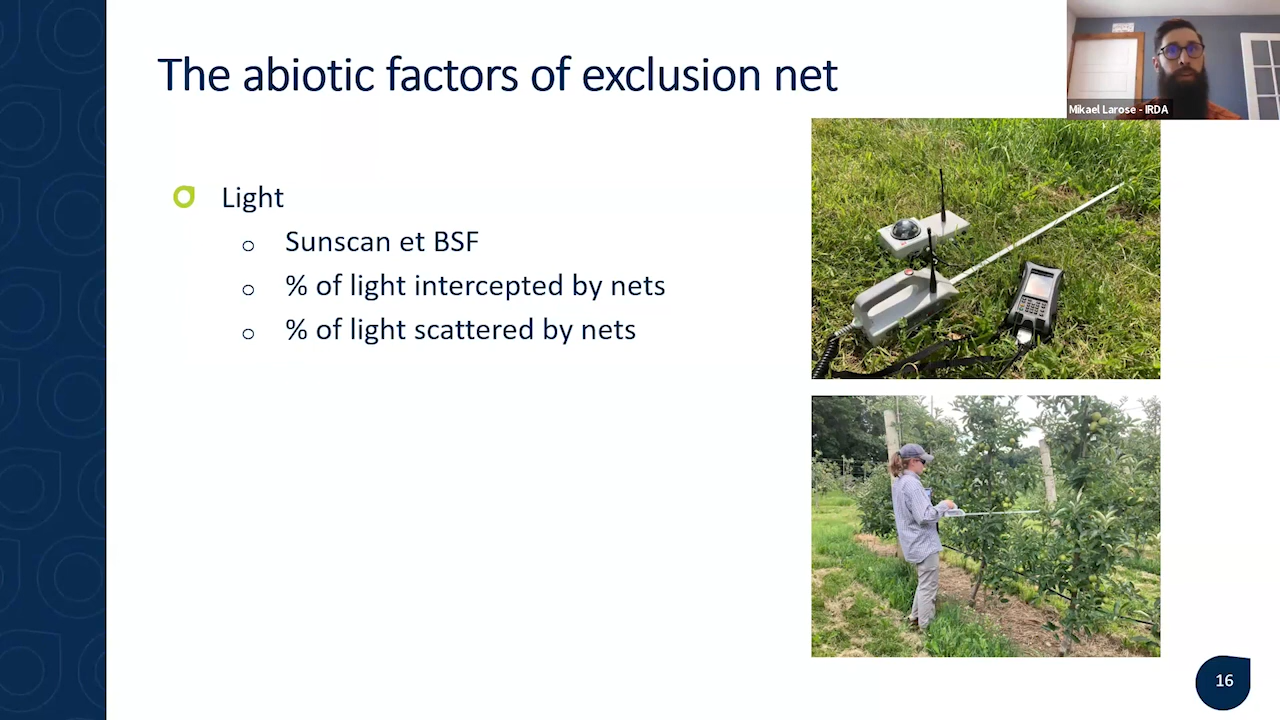 The abiotic factors of exclusion net
Mikael Larose - IRDA
Light
Sunscan et BSF
% of light intercepted by nets
% of light scattered by nets
16